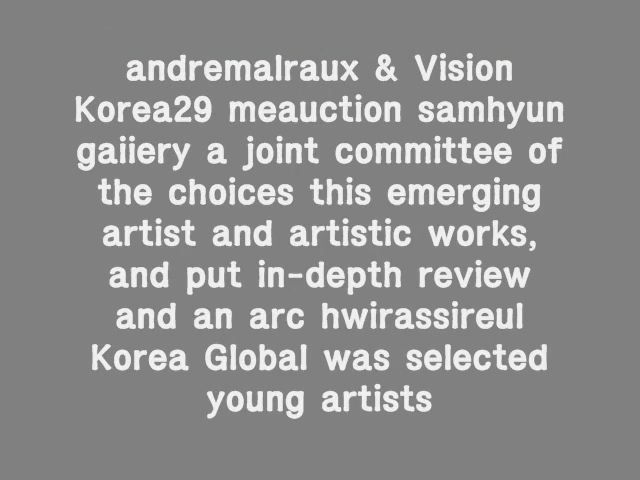 andremalraux & Vision
Korea29 meauction samhyun
gaiiery a joint committee of
the choices this emerging
artist and artistic works,
and put in-depth review
and an arc hwirassireul
Korea Global was selected
young artists